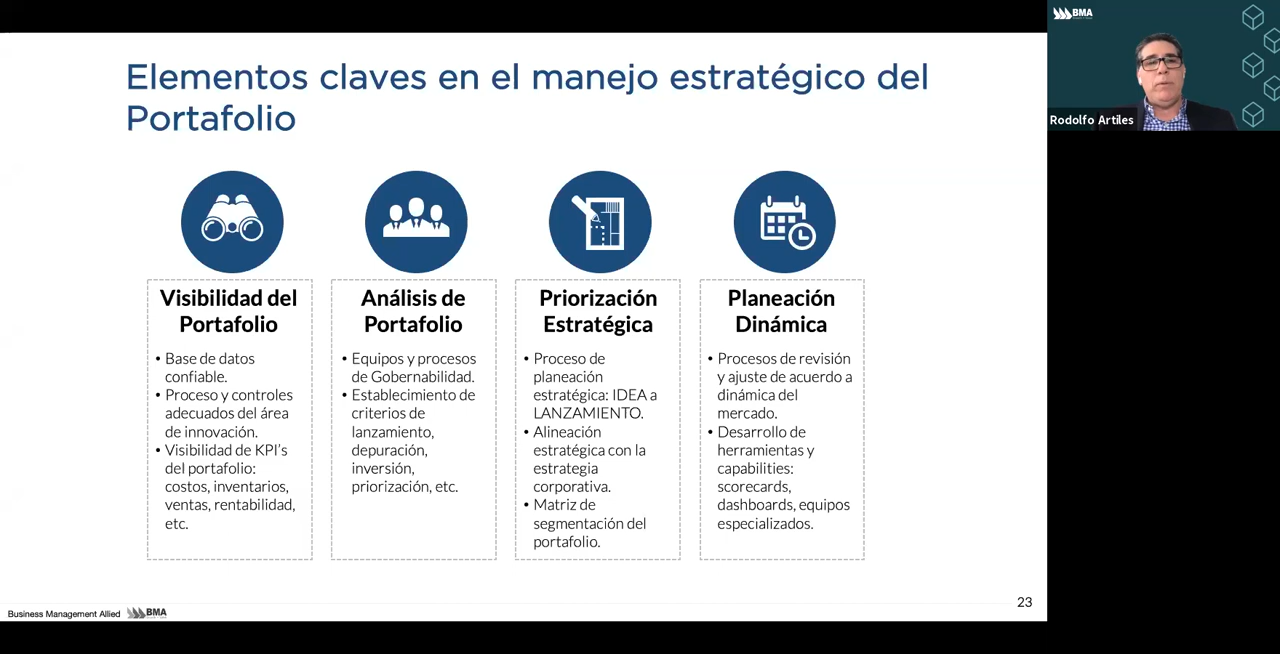 Elementos claves en el manejo estratégico del
Portafolio
Visibilidad del
Portafolio
• Base de datos
confiable.
• Proceso y controles
adecuados del área
de innovación.
• Visibilidad de KPI's
del portafolio:
costos, inventarios,
ventas, rentabilidad,
etc.
Análisis de
Portafolio
• Equipos y procesos
de Gobernabilidad.
• Establecimiento de
criterios de
lanzamiento,
depuración,
inversión,
priorización, etc.
Priorización
Estratégica
• Proceso de
planeación
estratégica: IDEA a
LANZAMIENTO.
• Alineación
estratégica con la
estrategia
corporativa.
• Matriz de
segmentación del
portafolio.
Planeación
Dinámica
• Procesos de revisión
y ajuste de acuerdo a
dinámica del
mercado.
• Desarrollo de
herramientas y
capabilities:
scorecards,
dashboards, equipos
especializados.
23
Business Management Allied
BMA
BMA
Rodolfo Artiles